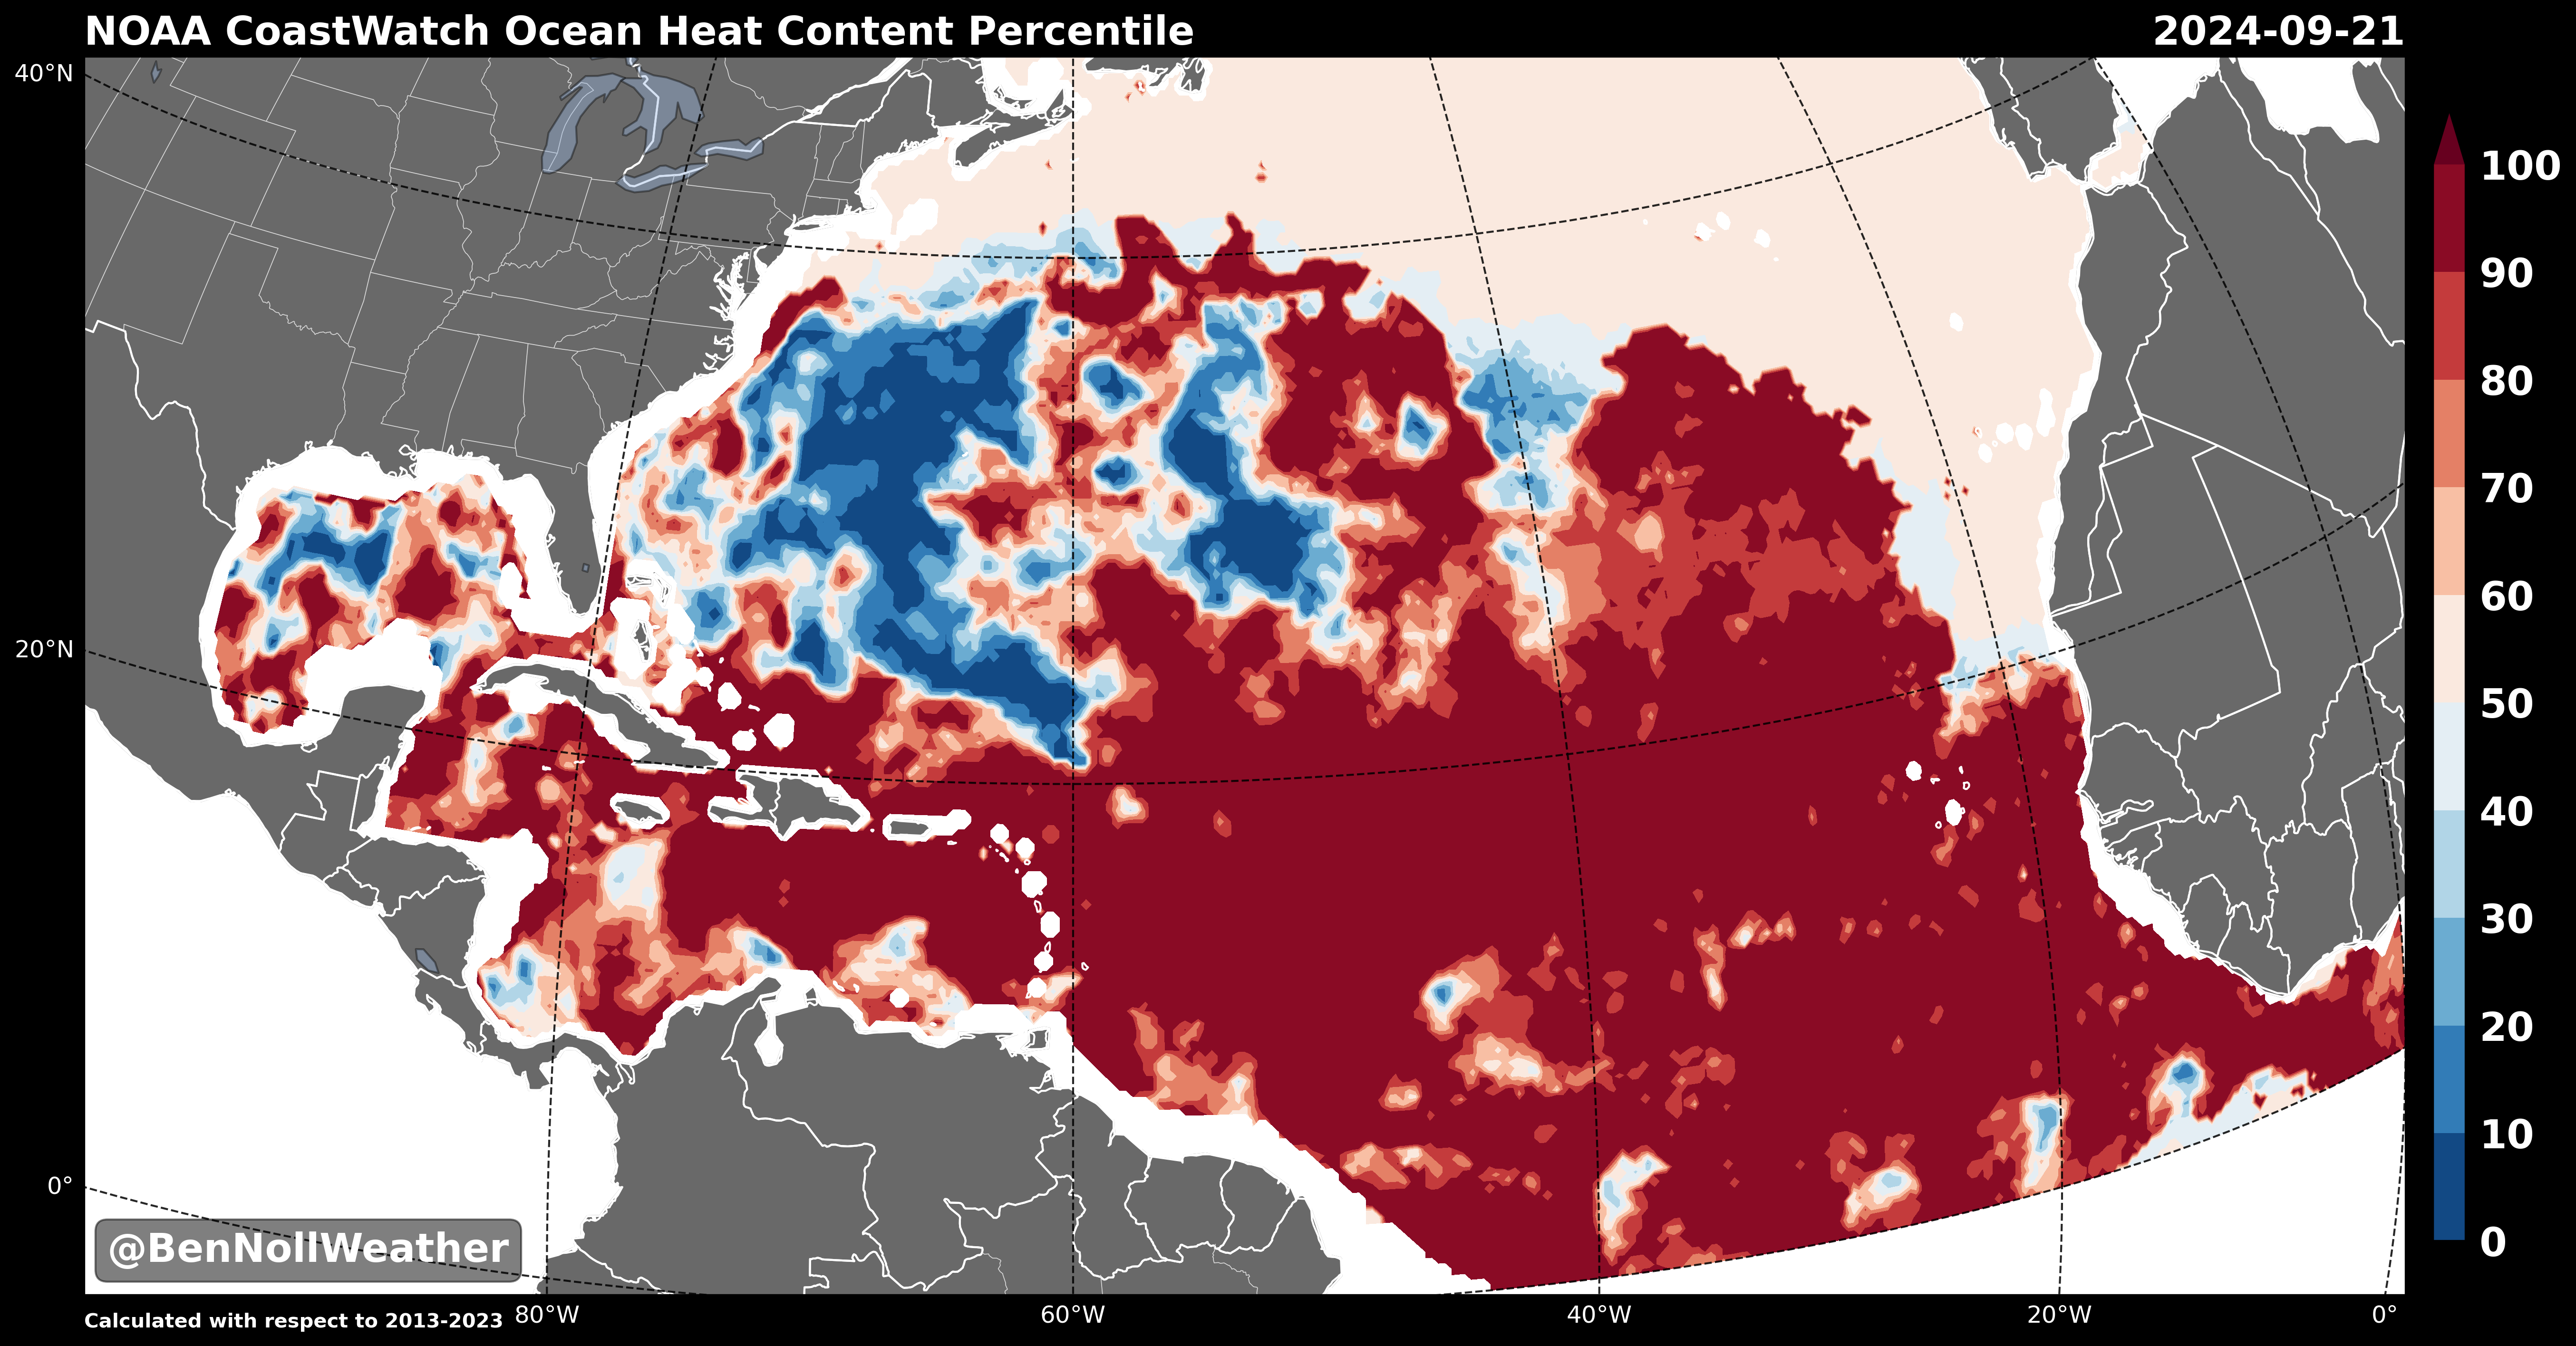 NOAA CoastWatch Ocean Heat Content Percentile
2024-09-21
40°N
20°N
0°
100
90
80
70
60
50
40
30
20
10
0
@BenNollWeather
Calculated with respect to 2013-2023
80°W
60°W
40°W
20°W
0°